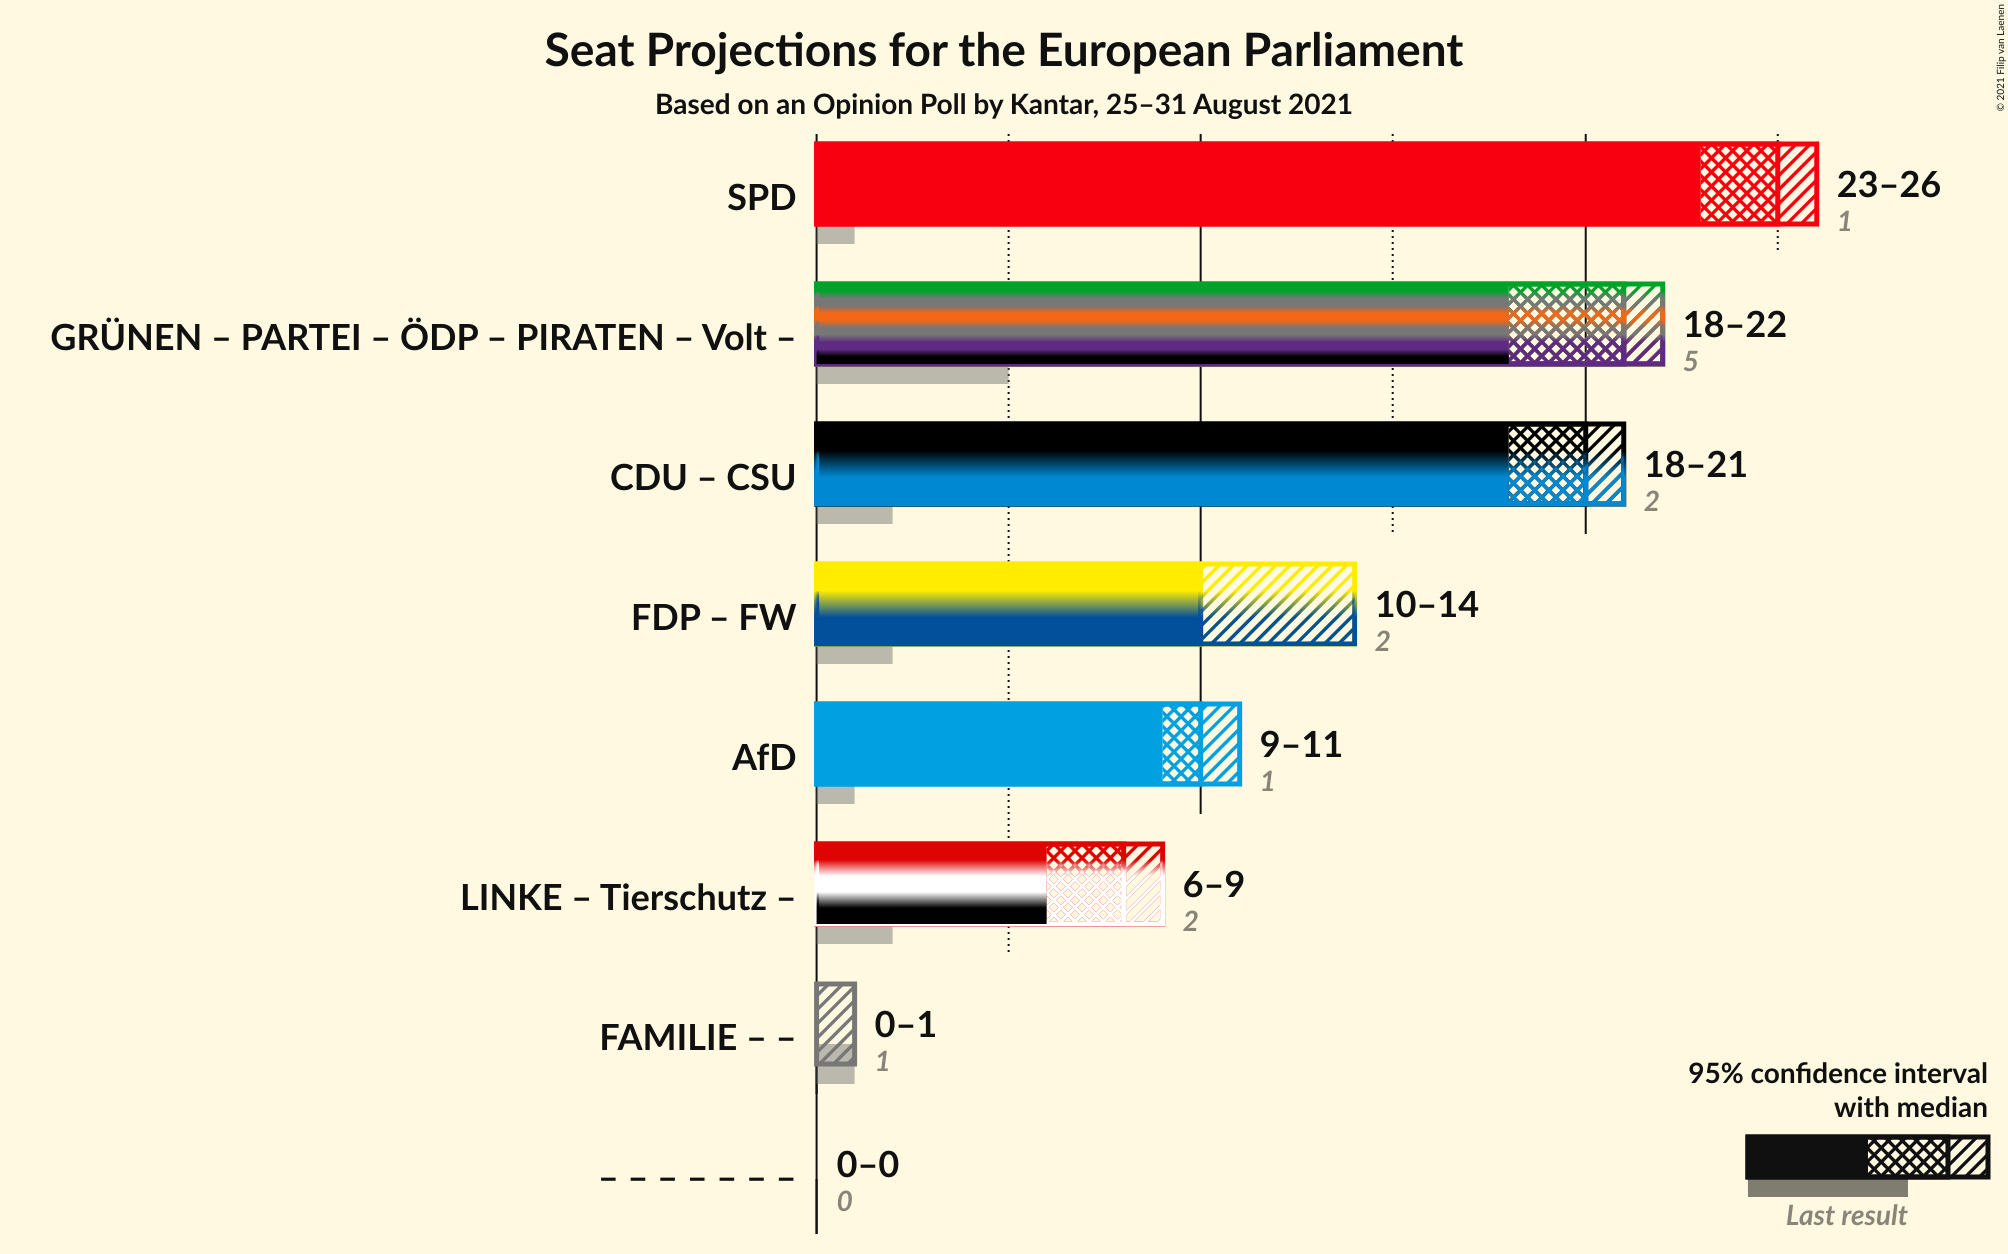 Seat Projections for the European Parliament
Based on an Opinion Poll by Kantar, 25–31 August 2021
© 2021 Filip van Laenen
SPD
23–26
1
GRÜNEN – PARTEI – ÖDP – PIRATEN – Volt –
18–22
5
CDU – CSU
18–21
2
FDP – FW
10–14
2
AfD
9–11
1
LINKE – Tierschutz –
6–9
2
FAMILIE – –
0–1
1
– – – – – – –
0–0
0
95% confidence interval
with median
Last result